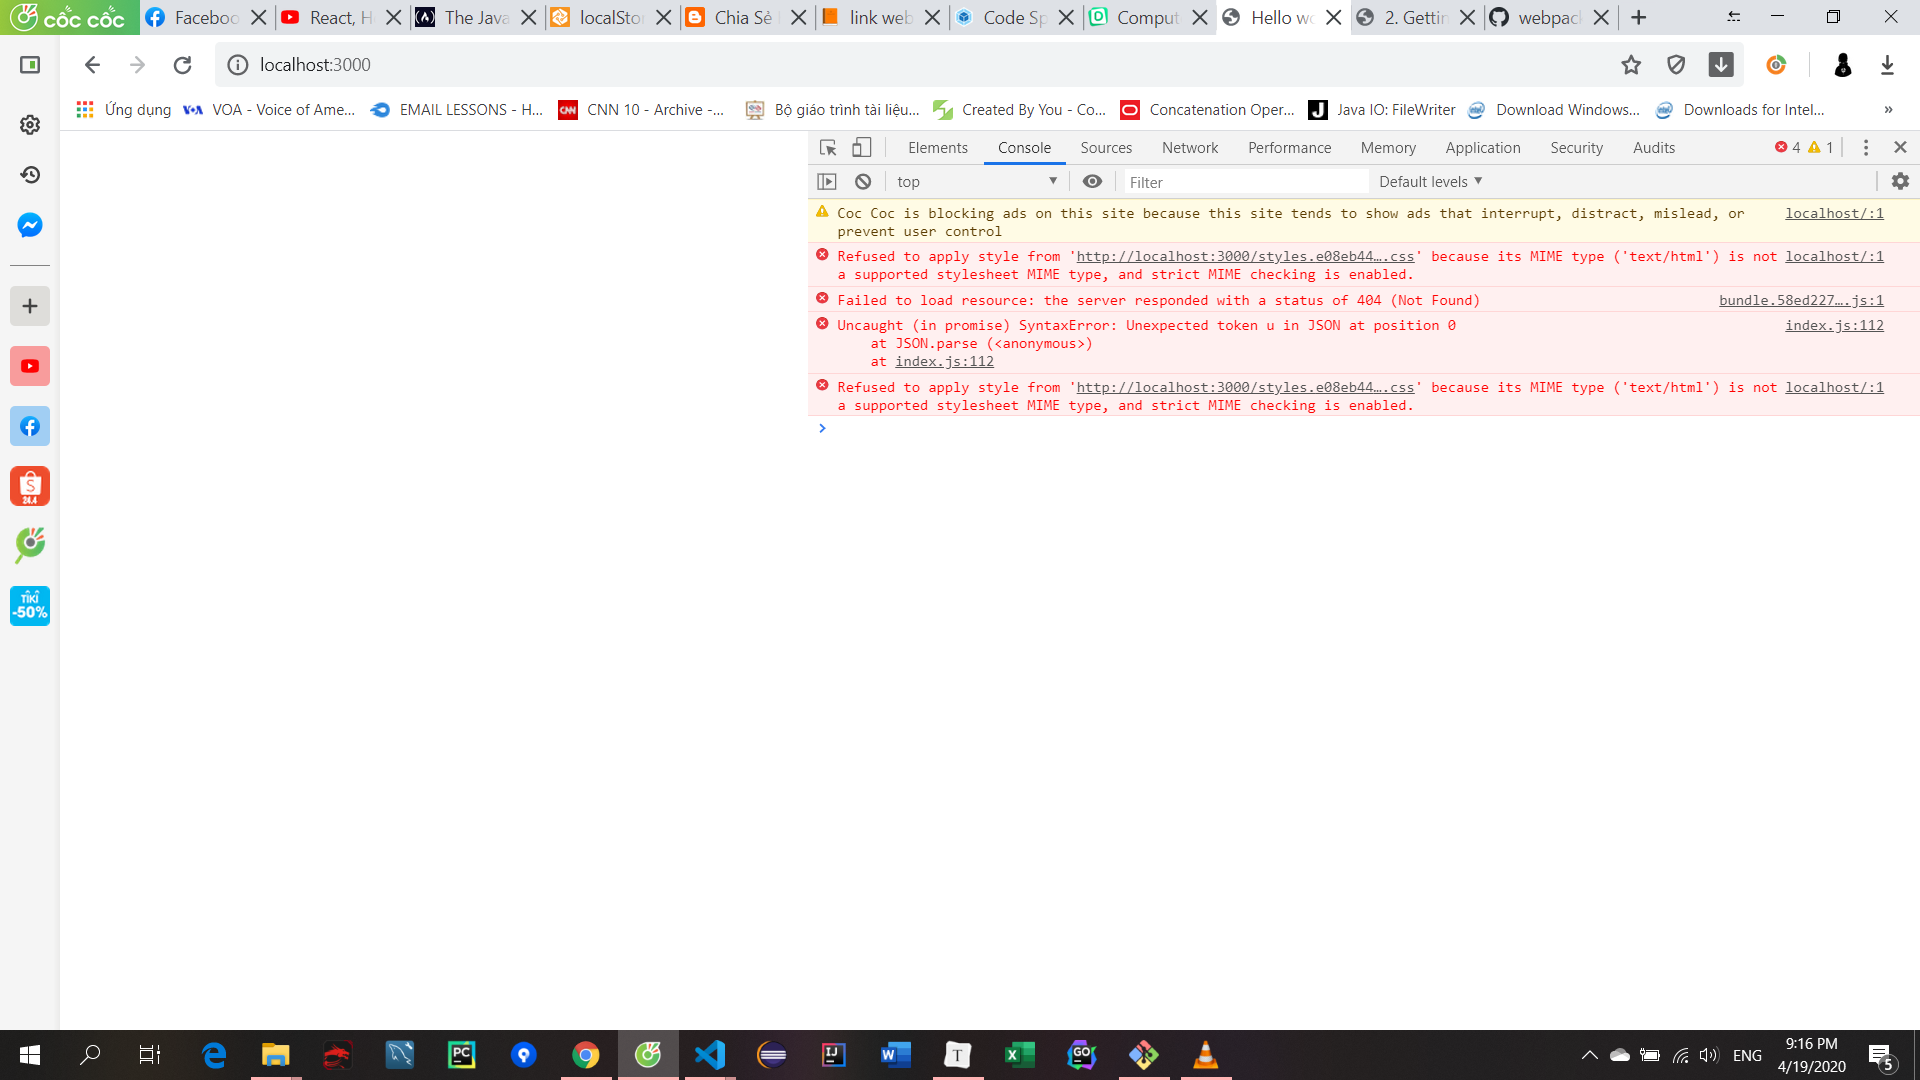 cốc cốc
Faceboo
React, H
The Java
localStor
Chia Sẻ
link web
Code Sp
Comput
Hello wo
2. Gettin
webpac
localhost:3000
Ứng dụng
VOA - Voice of Ame...
EMAIL LESSONS - H...
CNN 10 - Archive -...
Bộ giáo trình tài liệu...
Created By You - Co...
Concatenation Oper...
Java IO: FileWriter
Download Windows...
Downloads for Intel...
»
Elements
Console
Sources
Network
Performance
Memory
Application
Security
Audits
4
1
top
Filter
Default levels
Coc Coc is blocking ads on this site because this site tends to show ads that interrupt, distract, mislead, or
localhost/:1
prevent user control
Refused to apply style from 'http://localhost:3000/styles.e08eb44….css' because its MIME type ('text/html') is not
localhost/:1
a supported stylesheet MIME type, and strict MIME checking is enabled.
Failed to load resource: the server responded with a status of 404 (Not Found)
bundle.58ed227….js:1
Uncaught (in promise) SyntaxError: Unexpected token u in JSON at position 0
index.js:112
at JSON.parse (<anonymous>)
at index.js:112
Refused to apply style from 'http://localhost:3000/styles.e08eb44….css' because its MIME type ('text/html') is not
localhost/:1
a supported stylesheet MIME type, and strict MIME checking is enabled.
24.4
TIKI
-50%
ENG
9:16 PM
4/19/2020
5